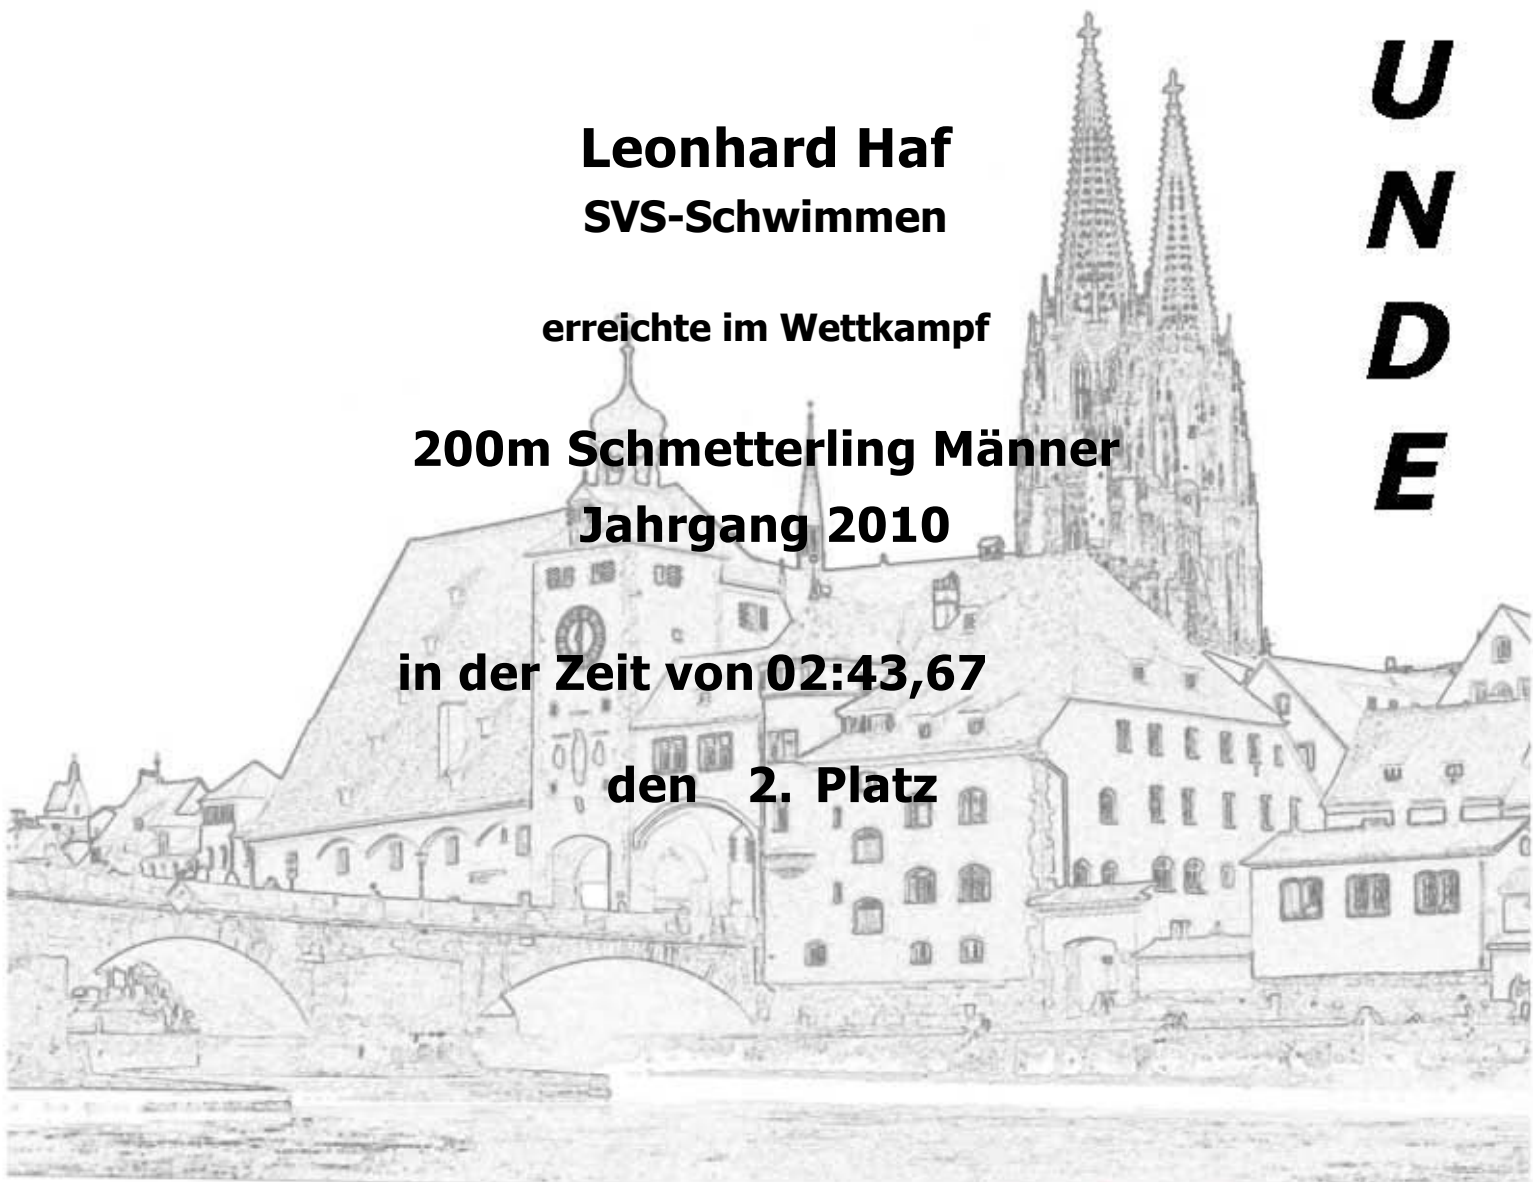 Leonhard Haf
SVS-Schwimmen
erreichte im Wettkampf
200m Schmetterling Männer
Jahrgang 2010
in der Zeit von 02:43,67
den 2. Platz
U
N
D
E